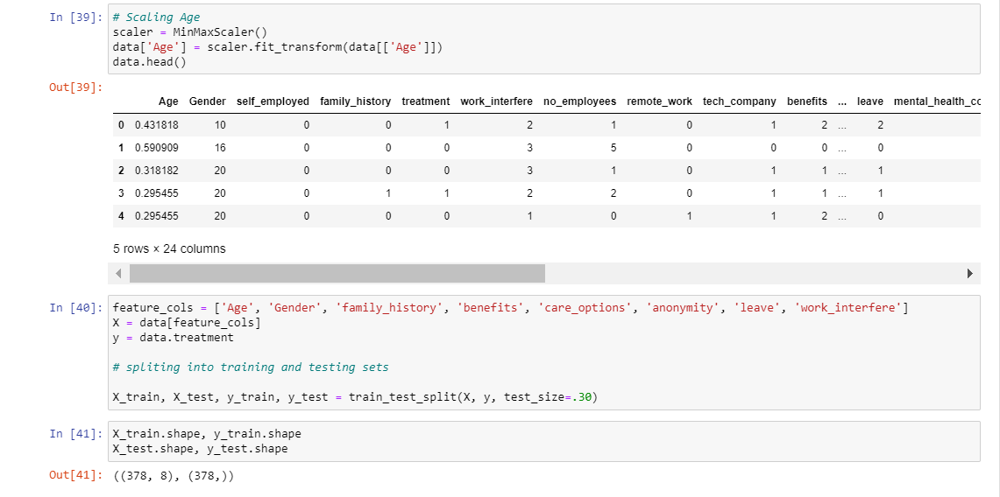 In [39]: # Scaling Age
scaler = MinMaxScaler()
data['Age'] = scaler.fit_transform(data[['Age']])
data.head()
Out[39]:
Age Gender self_employed family_history treatment work_interfere no_employees remote_work tech_company benefits ... leave mental_health_co
0 0.431818 10 0 0 1 2 1 0 1 2 ... 2
1 0.590909 16 0 0 0 3 5 0 0 0 ... 0
2 0.318182 20 0 0 0 3 1 0 1 1 ... 1
3 0.295455 20 0 1 1 2 2 0 1 1 ... 1
4 0.295455 20 0 0 0 1 0 1 1 2 ... 0
5 rows × 24 columns
In [40]: feature_cols = ['Age', 'Gender', 'family_history', 'benefits', 'care_options', 'anonymity', 'leave', 'work_interfere']
X = data[feature_cols]
y = data.treatment
# spliting into training and testing sets
X_train, X_test, y_train, y_test = train_test_split(X, y, test_size=.30)
In [41]: X_train.shape, y_train.shape
X_test.shape, y_test.shape
Out[41]: ((378, 8), (378,))